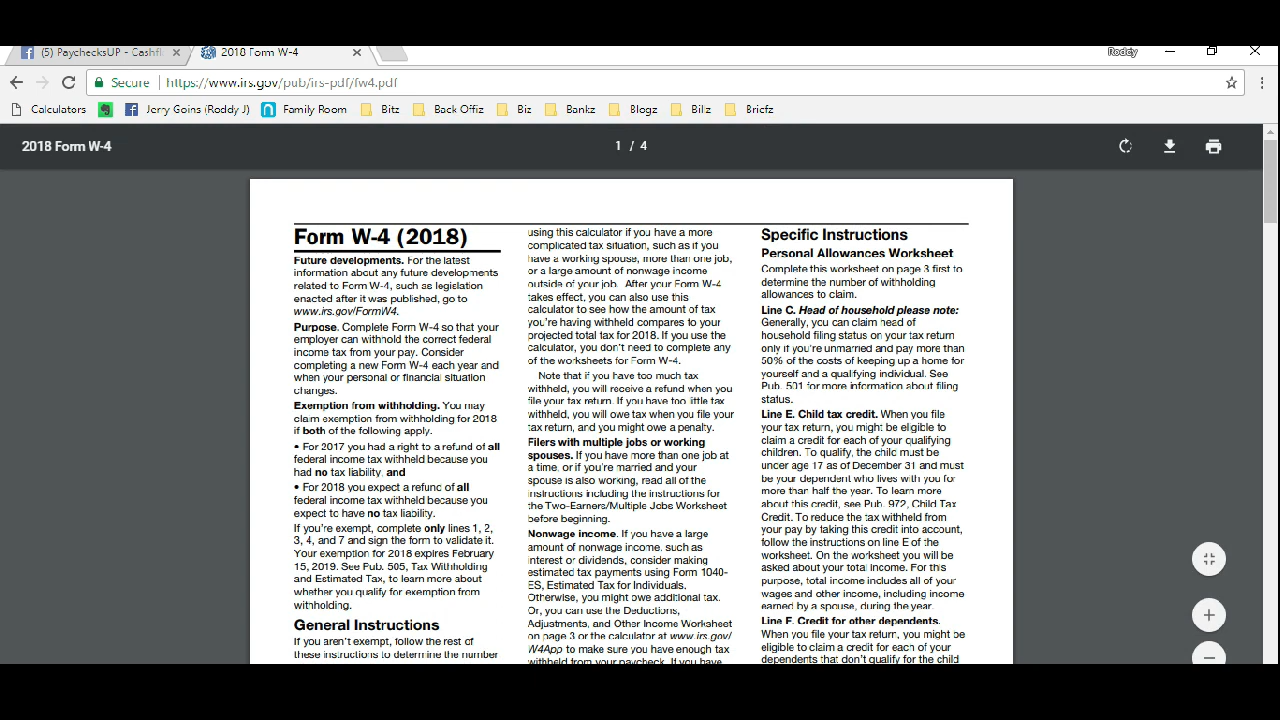 (5) PaychecksUP - Cashfl
2018 Form W-4
Roddy
Secure
https://www.irs.gov/pub/irs-pdf/fw4.pdf
Calculators
Jerry Goins (Roddy J)
Family Room
Bitz
Back Offiz
Biz
Bankz
Blogz
Billz
Briefz
2018 Form W-4
1 / 4
Form W-4 (2018)
Future developments. For the latest
information about any future developments
related to Form W-4, such as legislation
enacted after it was published, go to
www.irs.gov/FormW4.
Purpose. Complete Form W-4 so that your
employer can withhold the correct federal
income tax from your pay. Consider
completing a new Form W-4 each year and
when your personal or financial situation
changes.
Exemption from withholding. You may
claim exemption from withholding for 2018
if both of the following apply.
• For 2017 you had a right to a refund of all
federal income tax withheld because you
had no tax liability, and
• For 2018 you expect a refund of all
federal income tax withheld because you
expect to have no tax liability.
If you're exempt, complete only lines 1, 2,
3, 4, and 7 and sign the form to validate it.
Your exemption for 2018 expires February
15, 2019. See Pub. 505, Tax Withholding
and Estimated Tax, to learn more about
whether you qualify for exemption from
withholding.
General Instructions
If you aren't exempt, follow the rest of
these instructions to determine the number
using this calculator if you have a more
complicated tax situation, such as if you
have a working spouse, more than one job,
or a large amount of nonwage income
outside of your job. After your Form W-4
takes effect, you can also use this
calculator to see how the amount of tax
you're having withheld compares to your
projected total tax for 2018. If you use the
calculator, you don't need to complete any
of the worksheets for Form W-4.
Note that if you have too much tax
withheld, you will receive a refund when you
file your tax return. If you have too little tax
withheld, you will owe tax when you file your
tax return, and you might owe a penalty.
Filers with multiple jobs or working
spouses. If you have more than one job at
a time, or if you're married and your
spouse is also working, read all of the
instructions including the instructions for
the Two-Earners/Multiple Jobs Worksheet
before beginning.
Nonwage income. If you have a large
amount of nonwage income, such as
interest or dividends, consider making
estimated tax payments using Form 1040-
ES, Estimated Tax for Individuals.
Otherwise, you might owe additional tax.
Or, you can use the Deductions,
Adjustments, and Other Income Worksheet
on page 3 or the calculator at www.irs.gov/
W4App to make sure you have enough tax
withheld from your paycheck. If you have
Specific Instructions
Personal Allowances Worksheet
Complete this worksheet on page 3 first to
determine the number of withholding
allowances to claim.
Line C. Head of household please note:
Generally, you can claim head of
household filing status on your tax return
only if you're unmarried and pay more than
50% of the costs of keeping up a home for
yourself and a qualifying individual. See
Pub. 501 for more information about filing
status.
Line E. Child tax credit. When you file
your tax return, you might be eligible to
claim a credit for each of your qualifying
children. To qualify, the child must be
under age 17 as of December 31 and must
be your dependent who lives with you for
more than half the year. To learn more
about this credit, see Pub. 972, Child Tax
Credit. To reduce the tax withheld from
your pay by taking this credit into account,
follow the instructions on line E of the
worksheet. On the worksheet you will be
asked about your total income. For this
purpose, total income includes all of your
wages and other income, including income
earned by a spouse, during the year.
Line F. Credit for other dependents.
When you file your tax return, you might be
eligible to claim a credit for each of your
dependents that don't qualify for the child